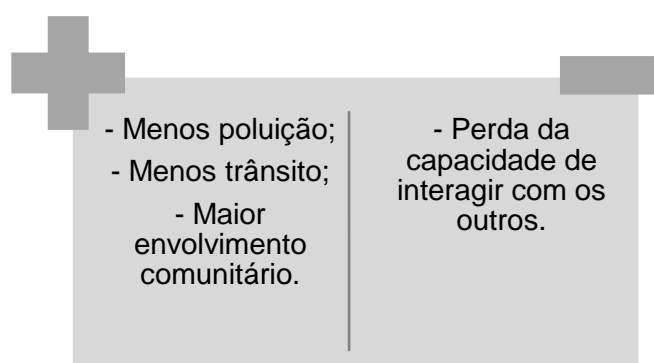 - Menos poluição;
- Menos trânsito;
- Maior
envolvimento
comunitário.
- Perda da
capacidade de
interagir com os
outros.